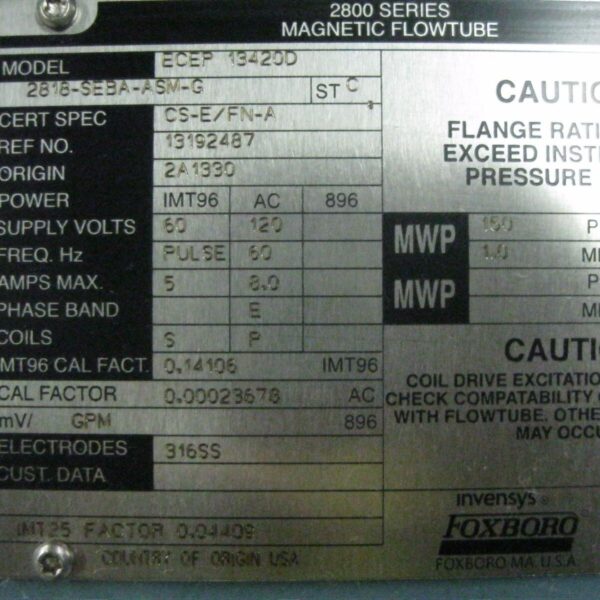 2800 SERIES
MAGNETIC FLOWTUBE
MODEL ECEP 13420D
2818-SEBA-ASM-G ST C
CERT SPEC CS-E/FN-A
REF NO. 13192487
ORIGIN 2A1330
POWER IMT96 AC 896
SUPPLY VOLTS 60 120
FREQ. Hz PULSE 60
AMPS MAX. 5 8.0
PHASE BAND E
COILS S P
IMT96 CAL FACT. 0.14106 IMT96
CAL FACTOR 0.00023678 AC
mV/ GPM 896
ELECTRODES 316SS
CUST. DATA
IMT25 FACTOR 0.04409
COUNTRY OF ORIGIN USA
CAUTIO
FLANGE RATI
EXCEED INST
PRESSURE
MWP 150 P
1.0 M
MWP P
M
CAUTI
COIL DRIVE EXCITATIO
CHECK COMPATABILITY
WITH FLOWTUBE. OTHE
MAY OCCU
invensys
FOXBORO
FOXBORO MA. U.S.A.